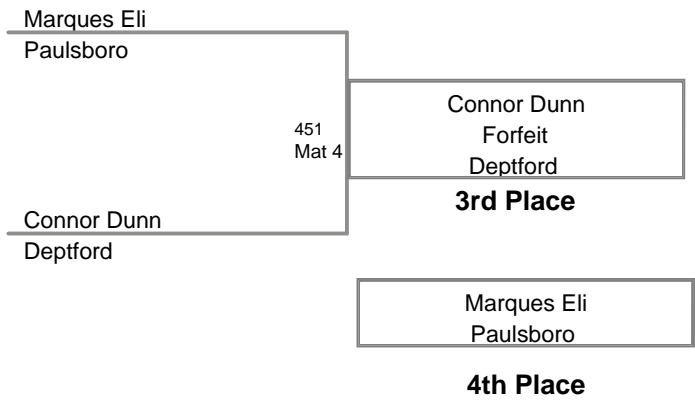 Marques Eli
Paulsboro
451
Mat 4
Connor Dunn
Forfeit
Deptford
3rd Place
Connor Dunn
Deptford
Marques Eli
Paulsboro
4th Place